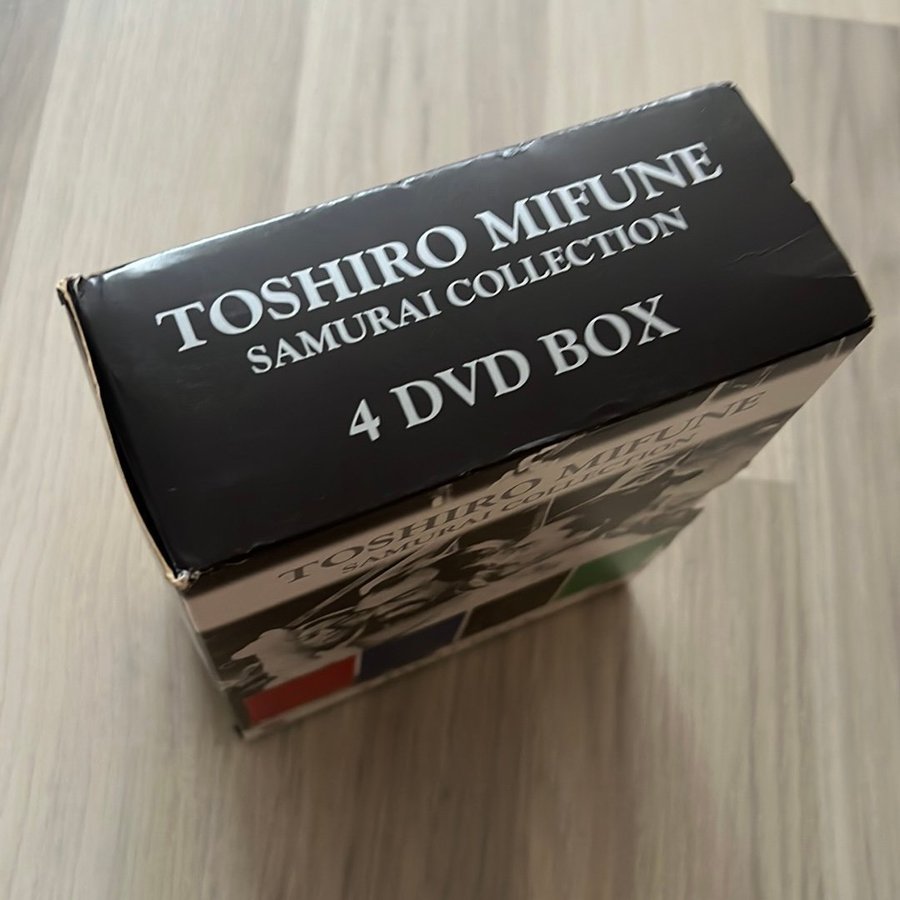 TOSHIRO MIFUNE
SAMURAI COLLECTION
4 DVD BOX
TOSHIRO MIFUNE
SAMURAI COLLECTION